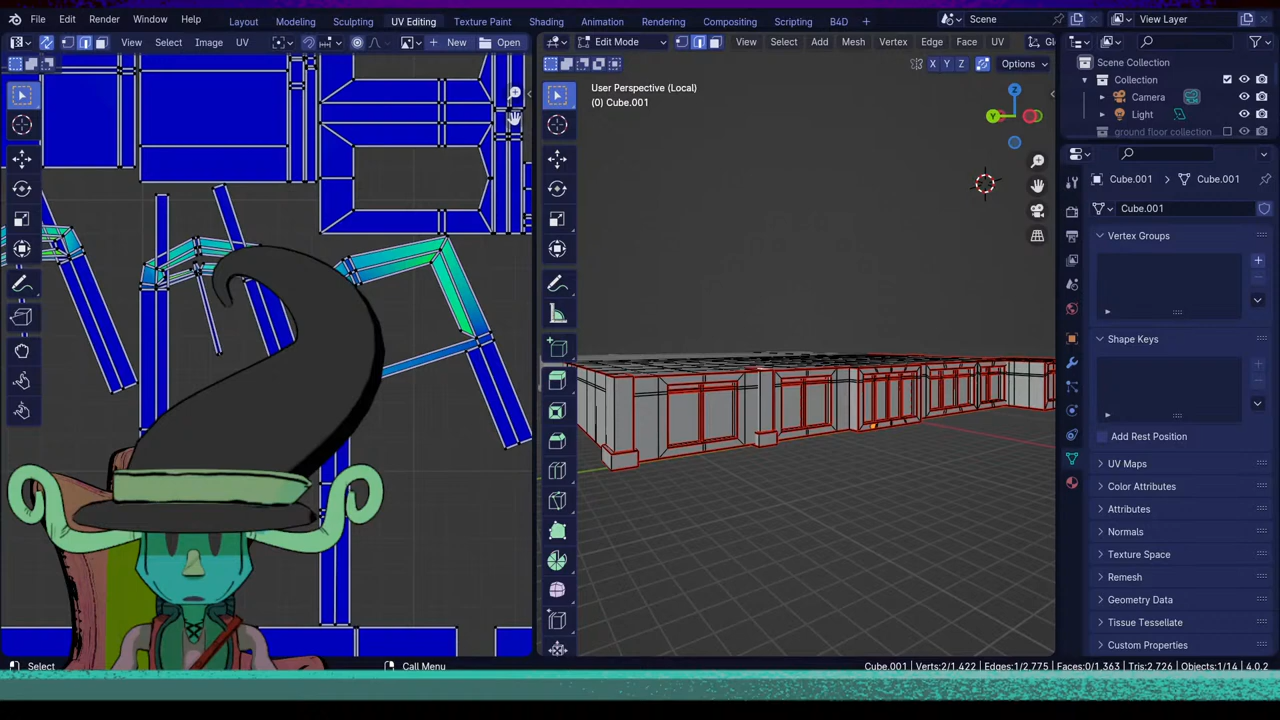 File Edit Render Window Help Layout Modeling Sculpting UV Editing Texture Paint Shading Animation Rendering Compositing Scripting B4D + Scene View Layer
View Select Image UV New Open Edit Mode View Select Add Mesh Vertex Edge Face UV Gl
X Y Z Options
User Perspective (Local)
(0) Cube.001
Z
Y
Scene Collection
Collection
Camera
Light
ground floor collection
Cube.001 Cube.001
Cube.001
Vertex Groups
Shape Keys
Add Rest Position
UV Maps
Color Attributes
Attributes
Normals
Texture Space
Remesh
Geometry Data
Tissue Tessellate
Custom Properties
Select Call Menu Cube.001 | Verts:2/1,422 | Edges:1/2,775 | Faces:0/1,363 | Tris:2,726 | Objects:1/14 | 4.0.2